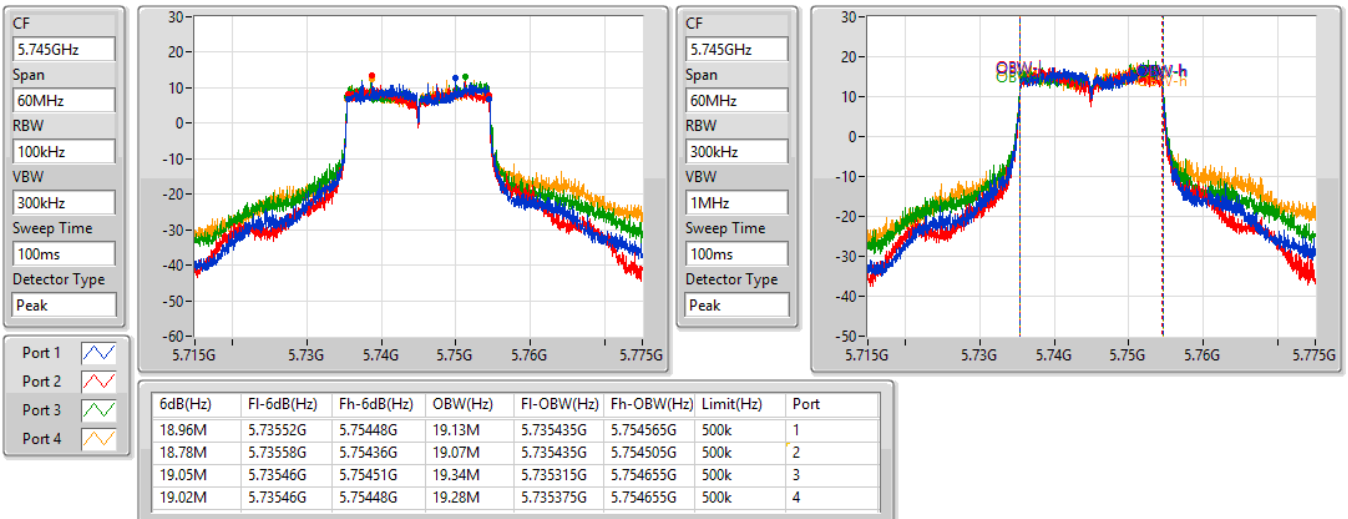 CF
5.745GHz
Span
60MHz
RBW
100kHz
VBW
300kHz
Sweep Time
100ms
Detector Type
Peak
Port 1
Port 2
Port 3
Port 4
30
20
10
0
-10
-20
-30
-40
-50
-60
5.715G 5.73G 5.74G 5.75G 5.76G 5.775G
CF
5.745GHz
Span
60MHz
RBW
300kHz
VBW
1MHz
Sweep Time
100ms
Detector Type
Peak
30
20
10
0
-10
-20
-30
-40
-50
OBW-h
5.715G 5.73G 5.74G 5.75G 5.76G 5.775G
6dB(Hz) Fl-6dB(Hz) Fh-6dB(Hz) OBW(Hz) Fl-OBW(Hz) Fh-OBW(Hz) Limit(Hz) Port
18.96M 5.73552G 5.75448G 19.13M 5.735435G 5.754565G 500k 1
18.78M 5.73558G 5.75436G 19.07M 5.735435G 5.754505G 500k 2
19.05M 5.73546G 5.75451G 19.34M 5.735315G 5.754655G 500k 3
19.02M 5.73546G 5.75448G 19.28M 5.735375G 5.754655G 500k 4